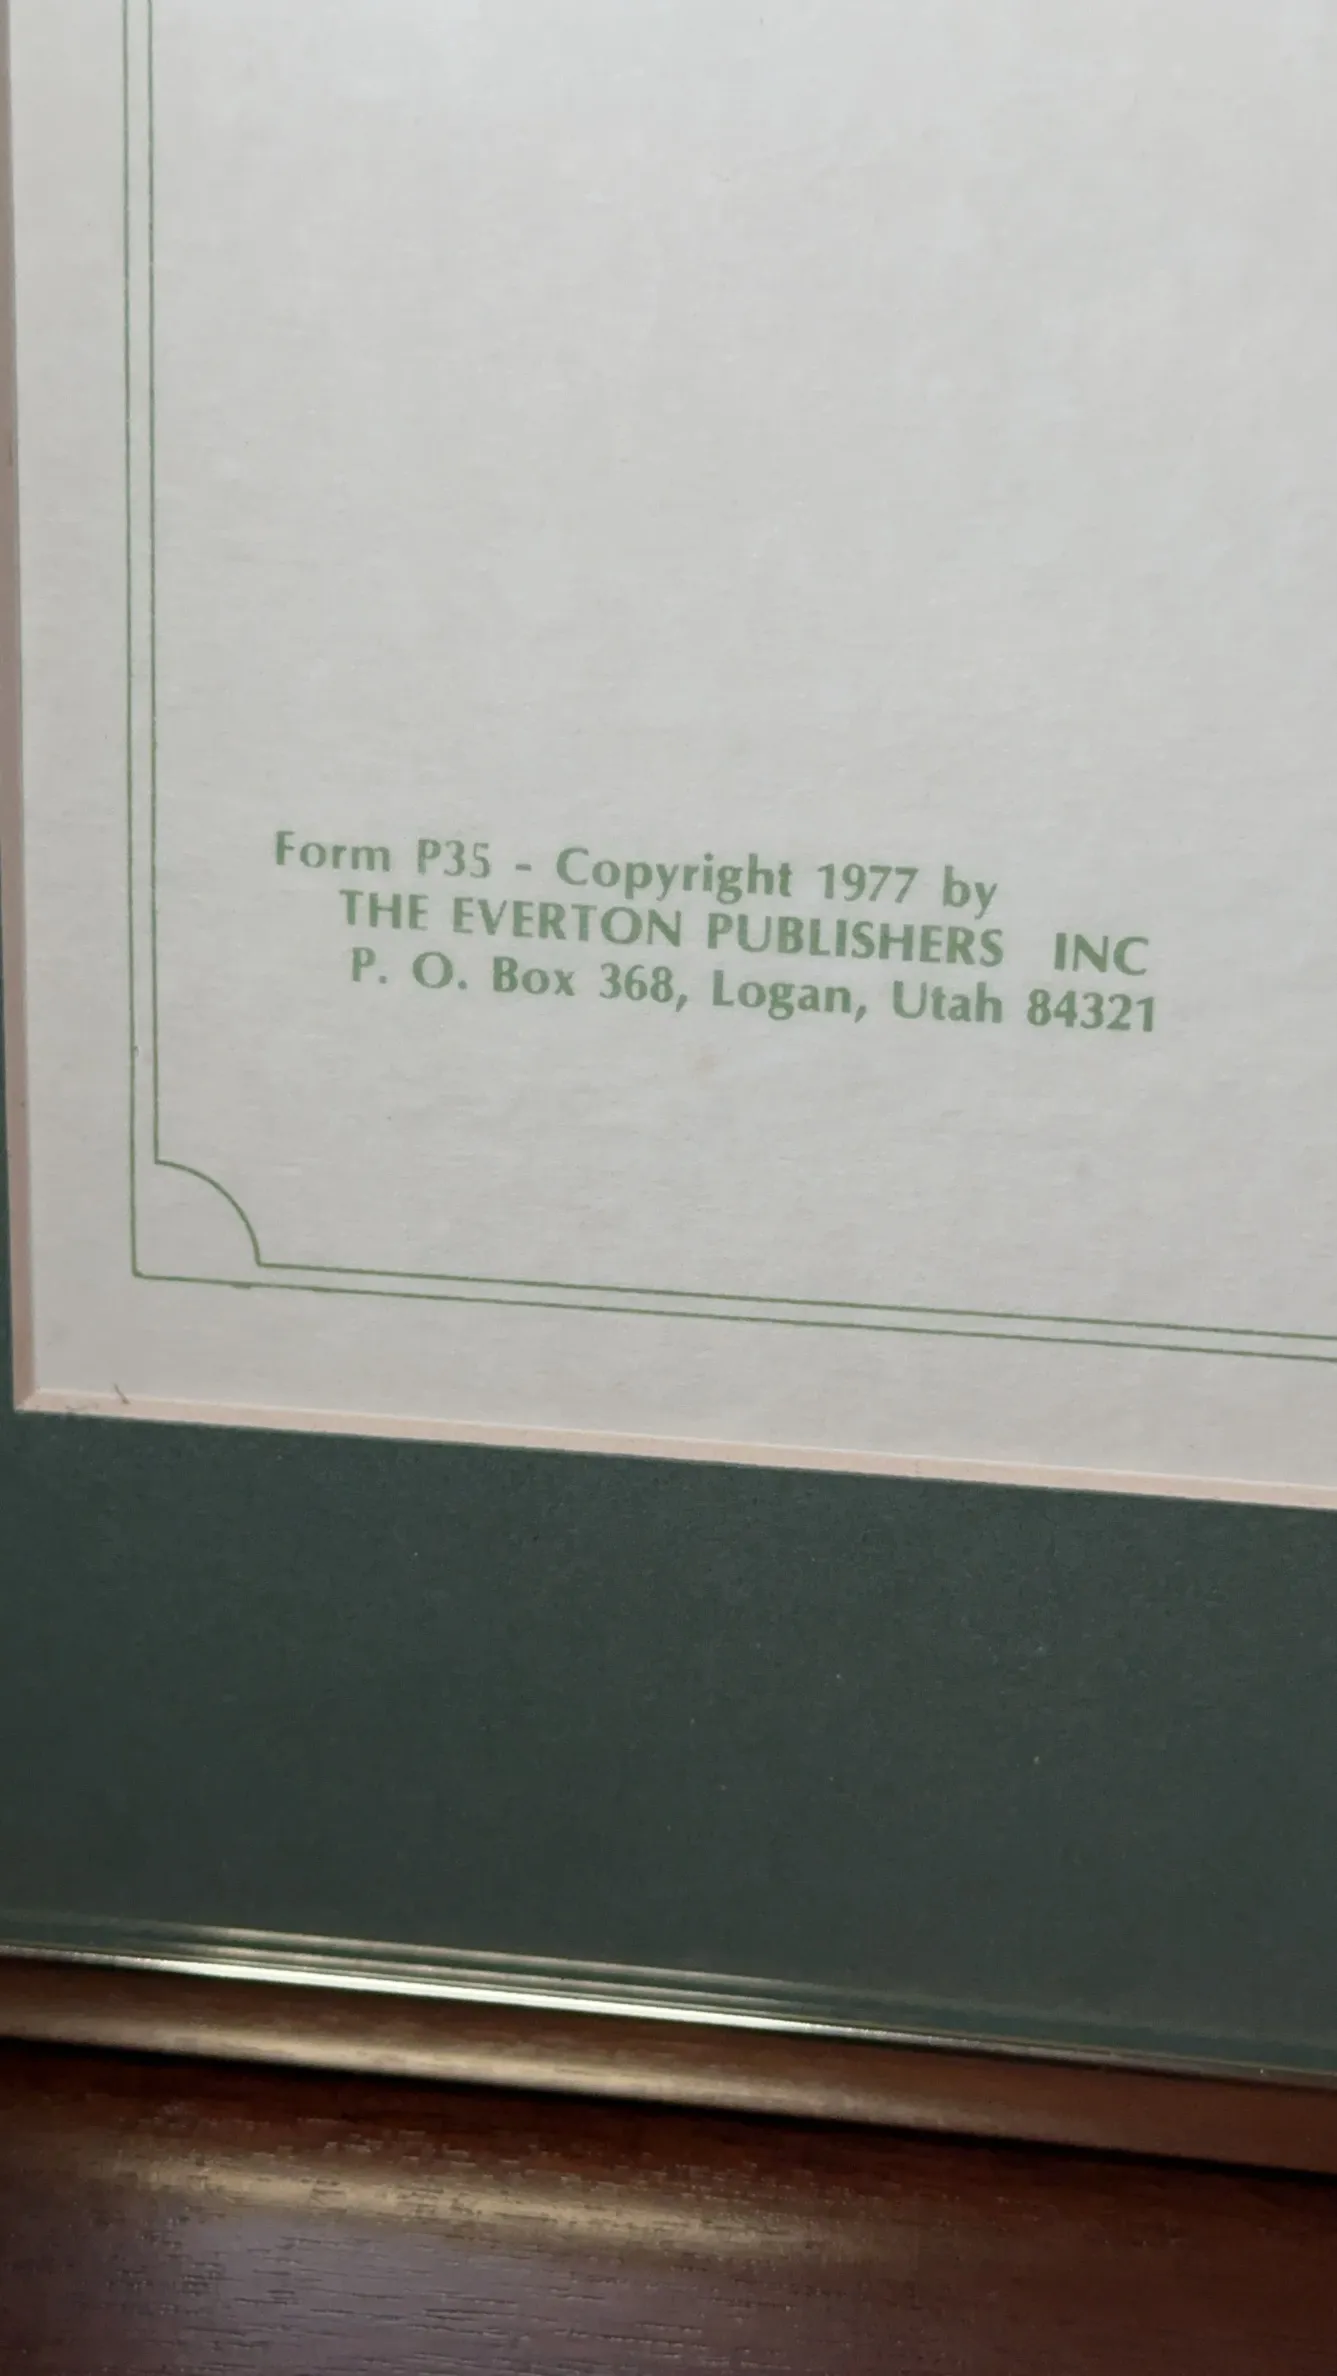 Form P35 - Copyright 1977 by
THE EVERTON PUBLISHERS INC
P. O. Box 368, Logan, Utah 84321